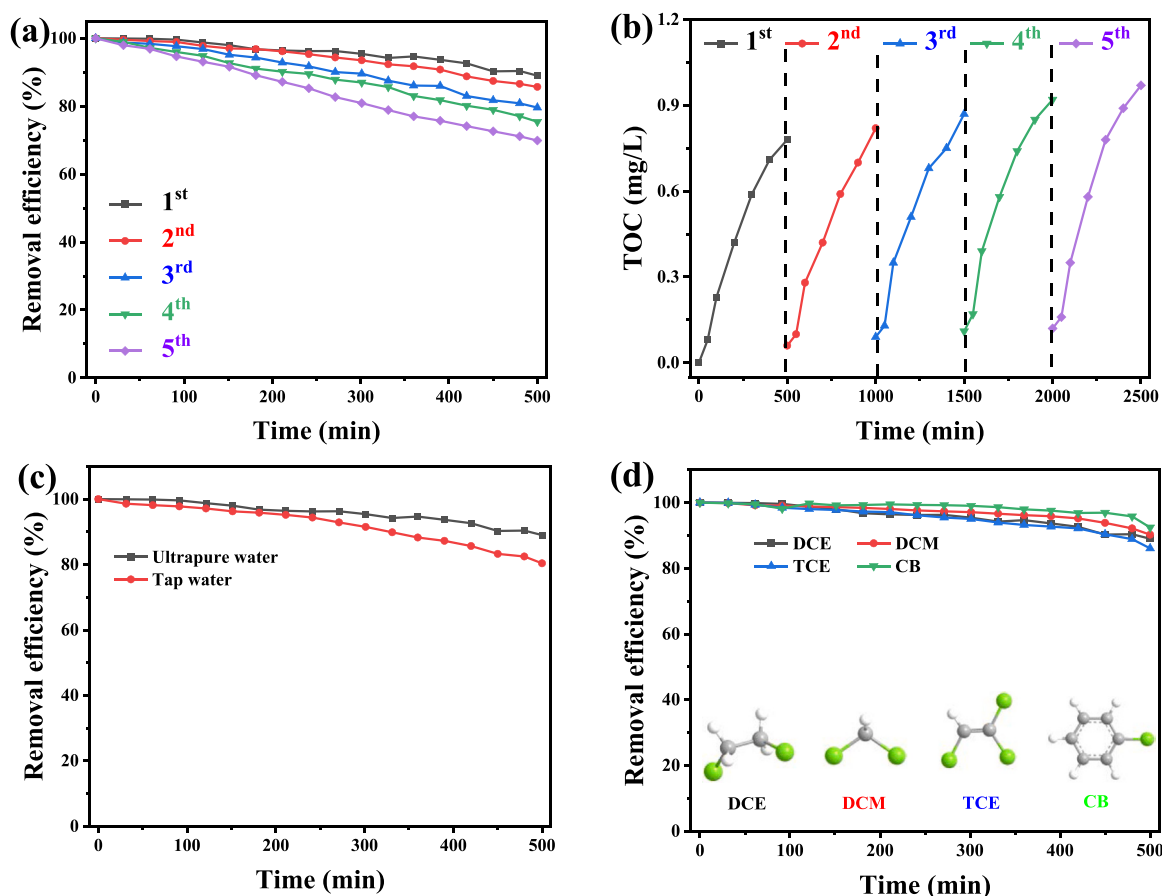 (a)
Removal efficiency (%)
100
80
60
40
20
0
1st
2nd
3rd
4th
5th
0 100 200 300 400 500
Time (min)
(b)
TOC (mg/L)
1.2
0.9
0.6
0.3
0.0
1st 2nd 3rd 4th 5th
0 500 1000 1500 2000 2500
Time (min)
(c)
Removal efficiency (%)
100
80
60
40
20
0
Ultrapure water
Tap water
0 100 200 300 400 500
Time (min)
(d)
Removal efficiency (%)
100
80
60
40
20
0
DCE DCM
TCE CB
DCE DCM TCE CB
0 100 200 300 400 500
Time (min)